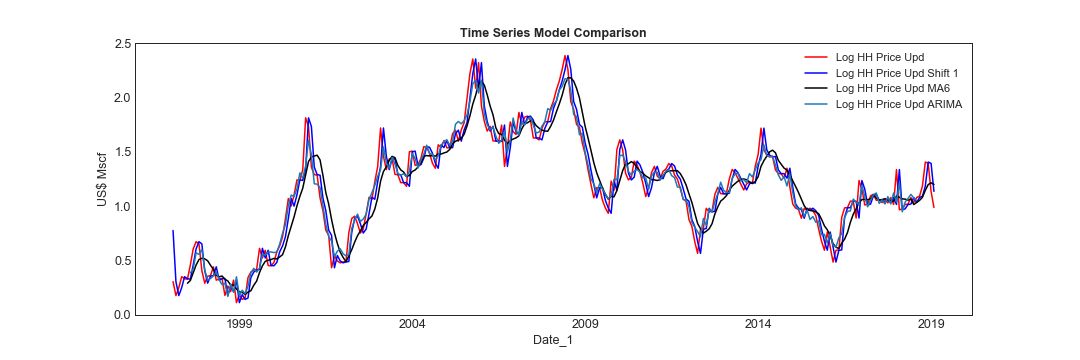 Time Series Model Comparison
Log HH Price Upd
Log HH Price Upd Shift 1
Log HH Price Upd MA6
Log HH Price Upd ARIMA
US$ Mscf
2.5
2.0
1.5
1.0
0.5
0.0
1999 2004 2009 2014 2019
Date_1